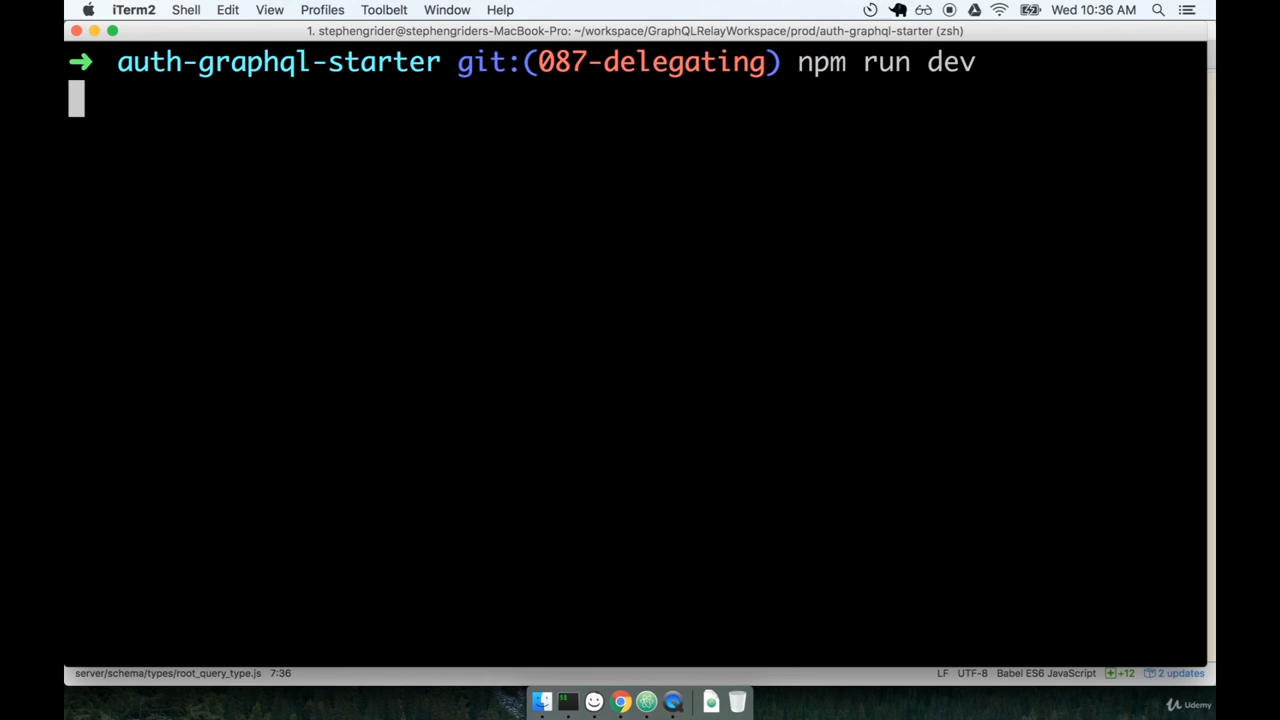 iTerm2 Shell Edit View Profiles Toolbelt Window Help Wed 10:36 AM
1. stephengrider@stephengriders-MacBook-Pro: ~/workspace/GraphQLRelayWorkspace/prod/auth-graphql-starter (zsh)
➜ auth-graphql-starter git:(087-delegating) npm run dev
server/schema/types/root_query_type.js 7:36 LF UTF-8 Babel ES6 JavaScript +12 2 updates
Udemy